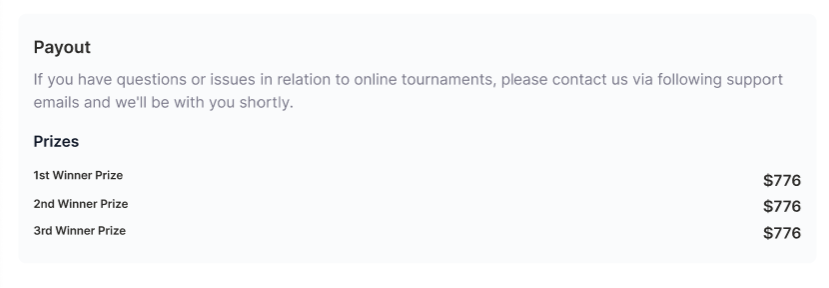 Payout
If you have questions or issues in relation to online tournaments, please contact us via following support
emails and we'll be with you shortly.
Prizes
1st Winner Prize $776
2nd Winner Prize $776
3rd Winner Prize $776